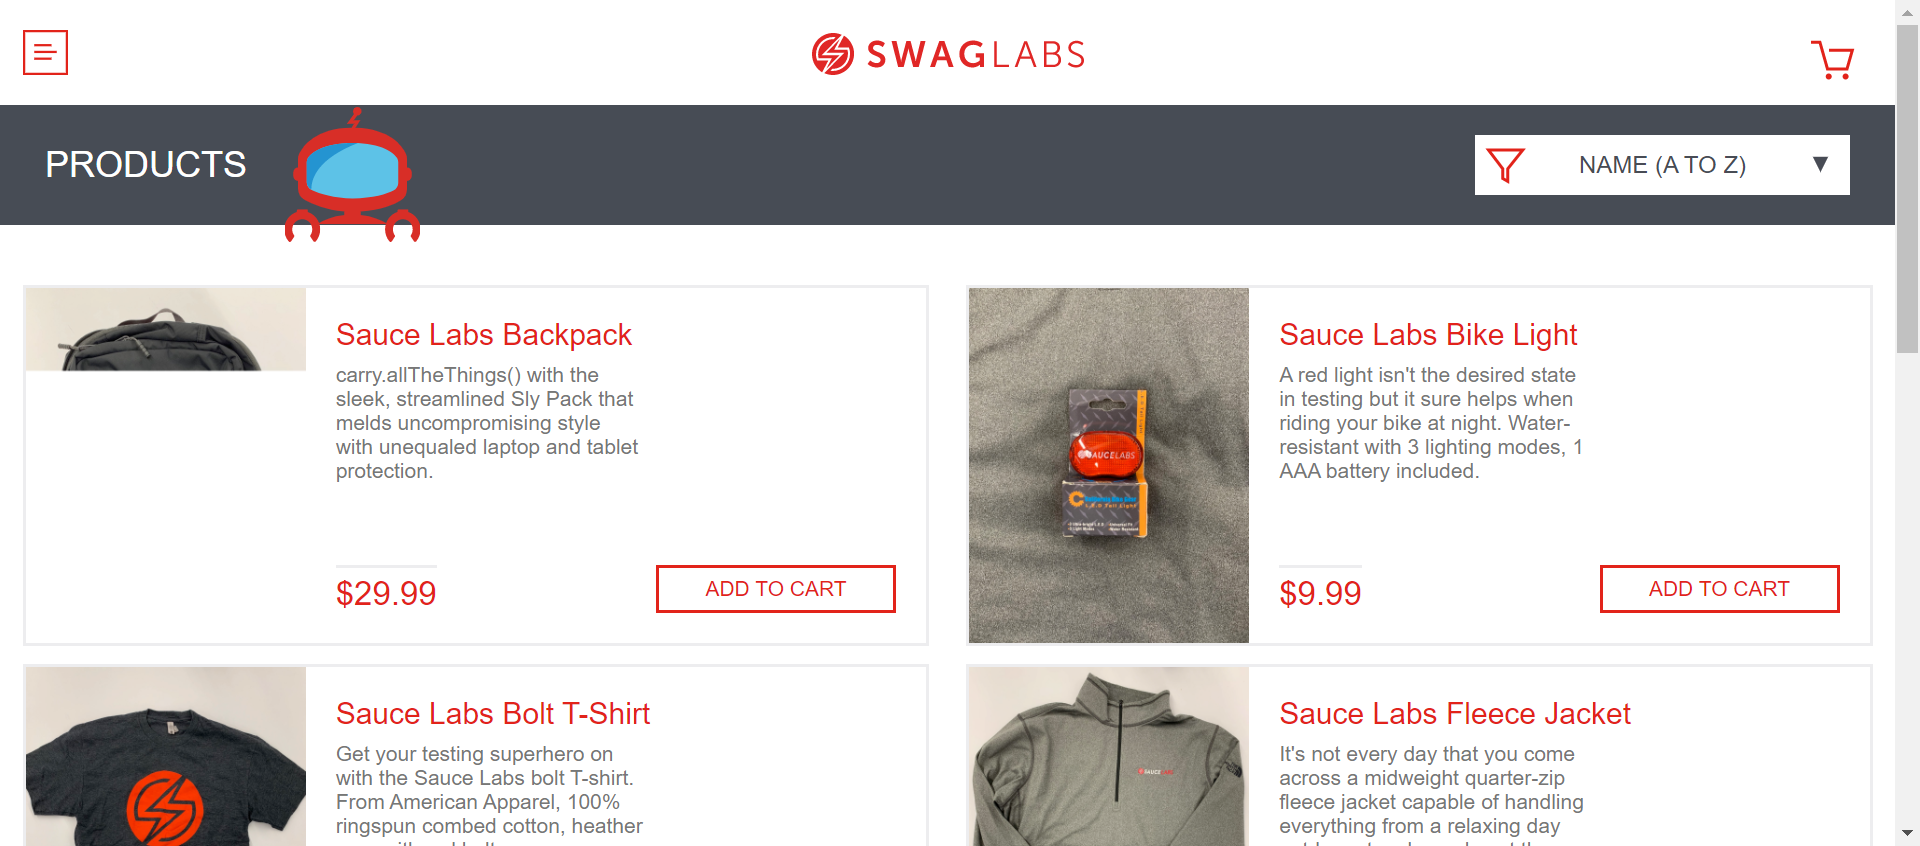 SWAGLABS
PRODUCTS
NAME (A TO Z)
Sauce Labs Backpack
carry.allTheThings() with the
sleek, streamlined Sly Pack that
melds uncompromising style
with unequaled laptop and tablet
protection.
$29.99
ADD TO CART
SAUCELABS
Sauce Labs Bike Light
A red light isn't the desired state
in testing but it sure helps when
riding your bike at night. Water-
resistant with 3 lighting modes, 1
AAA battery included.
$9.99
ADD TO CART
Sauce Labs Bolt T-Shirt
Get your testing superhero on
with the Sauce Labs bolt T-shirt.
From American Apparel, 100%
ringspun combed cotton, heather
SAUCELABS
Sauce Labs Fleece Jacket
It's not every day that you come
across a midweight quarter-zip
fleece jacket capable of handling
everything from a relaxing day